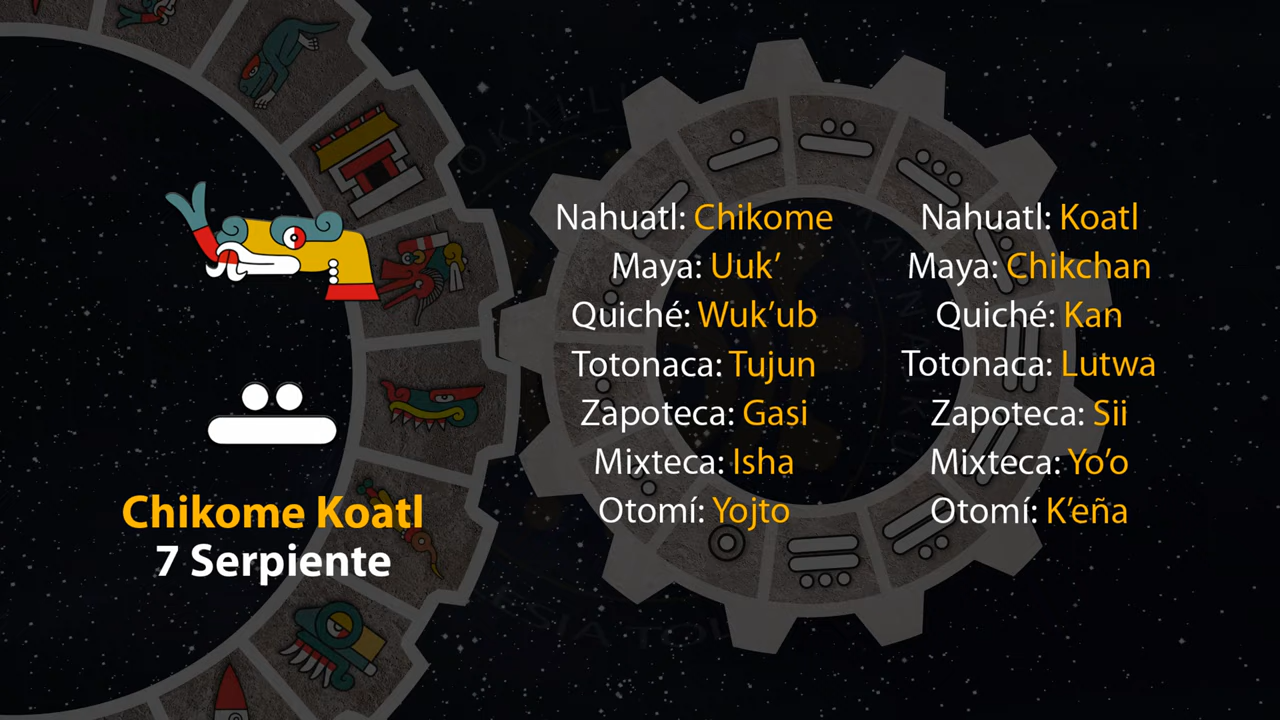 Nahuatl: Chikome
Maya: Uuk’
Quiché: Wuk’ub
Totonaca: Tujun
Zapoteca: Gasi
Mixteca: Isha
Otomí: Yojto
Nahuatl: Koatl
Maya: Chikchan
Quiché: Kan
Totonaca: Lutwa
Zapoteca: Sii
Mixteca: Yo’o
Otomí: K’eña
Chikome Koatl
7 Serpiente